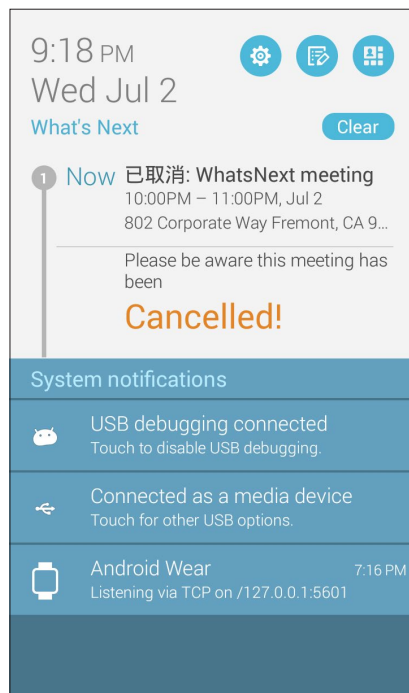 9:18 PM
Wed Jul 2
What's Next
Clear
1 Now 已取消: WhatsNext meeting
10:00PM – 11:00PM, Jul 2
802 Corporate Way Fremont, CA 9...
Please be aware this meeting has
been
Cancelled!
System notifications
USB debugging connected
Touch to disable USB debugging.
Connected as a media device
Touch for other USB options.
Android Wear 7:16 PM
Listening via TCP on /127.0.0.1:5601